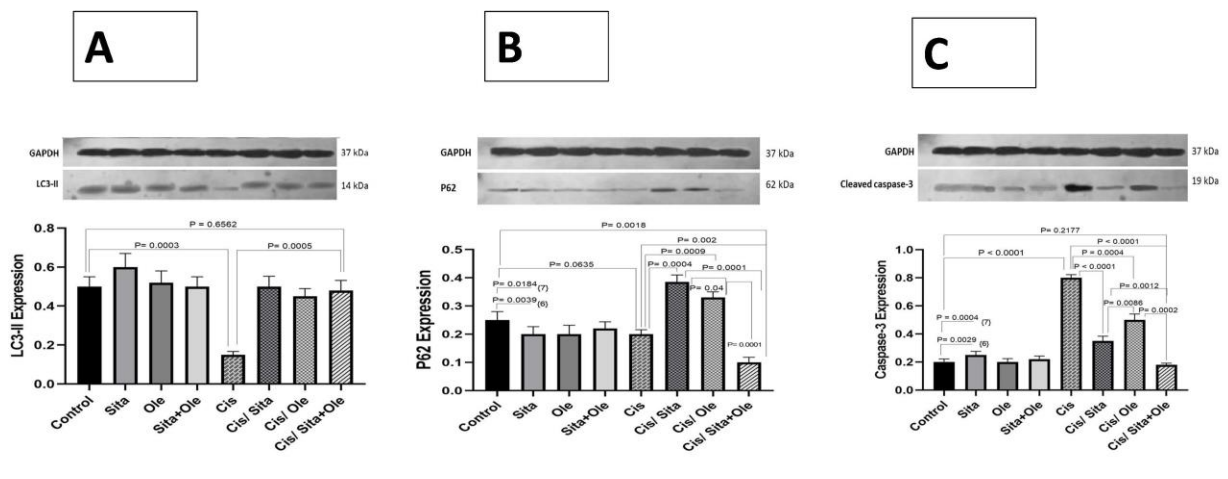 A
GAPDH
37 kDa
LC3-II
14 kDa
P = 0.6562
P= 0.0003
P= 0.0005
LC3-II Expression
0.8
0.6
0.4
0.2
0.0
Control
Sita
Ole
Sita+Ole
Cis
Cis/ Sita
Cis/ Ole
Cis/ Sita+Ole
B
GAPDH
37 kDa
P62
62 kDa
P= 0.0018
P= 0.002
P= 0.0009
P= 0.0635
P= 0.0004
P= 0.0001
P= 0.0184 (7)
P= 0.04
P= 0.0039 (6)
P= 0.0001
P62 Expression
0.5
0.4
0.3
0.2
0.1
0.0
Control
Sita
Ole
Sita+Ole
Cis
Cis/ Sita
Cis/ Ole
Cis/ Sita+Ole
C
GAPDH
37 kDa
Cleaved caspase-3
19 kDa
P= 0.2177
P < 0.0001
P < 0.0001
P = 0.0004
P < 0.0001
P= 0.0012
P= 0.0086
P= 0.0002
P = 0.0004 (7)
P= 0.0029 (6)
Caspase-3 Expression
1.0
0.8
0.6
0.4
0.2
0.0
Control
Sita
Ole
Sita+Ole
Cis
Cis/ Sita
Cis/ Ole
Cis/ Sita+Ole